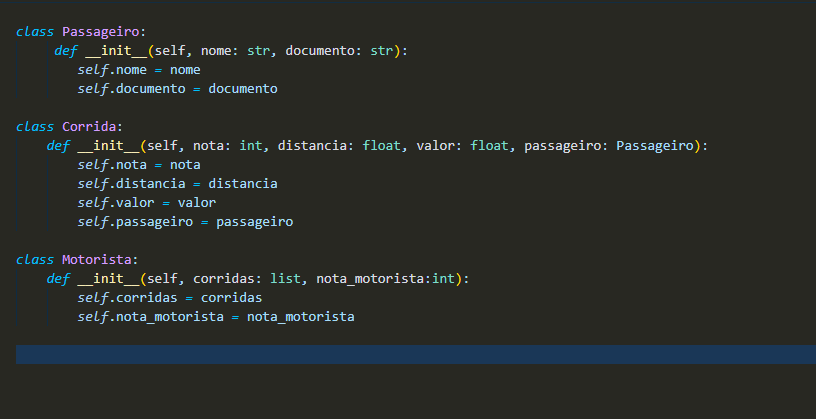 class Passageiro:
     def __init__(self, nome: str, documento: str):
        self.nome = nome
        self.documento = documento

class Corrida:
    def __init__(self, nota: int, distancia: float, valor: float, passageiro: Passageiro):
        self.nota = nota
        self.distancia = distancia
        self.valor = valor
        self.passageiro = passageiro

class Motorista:
    def __init__(self, corridas: list, nota_motorista:int):
        self.corridas = corridas
        self.nota_motorista = nota_motorista